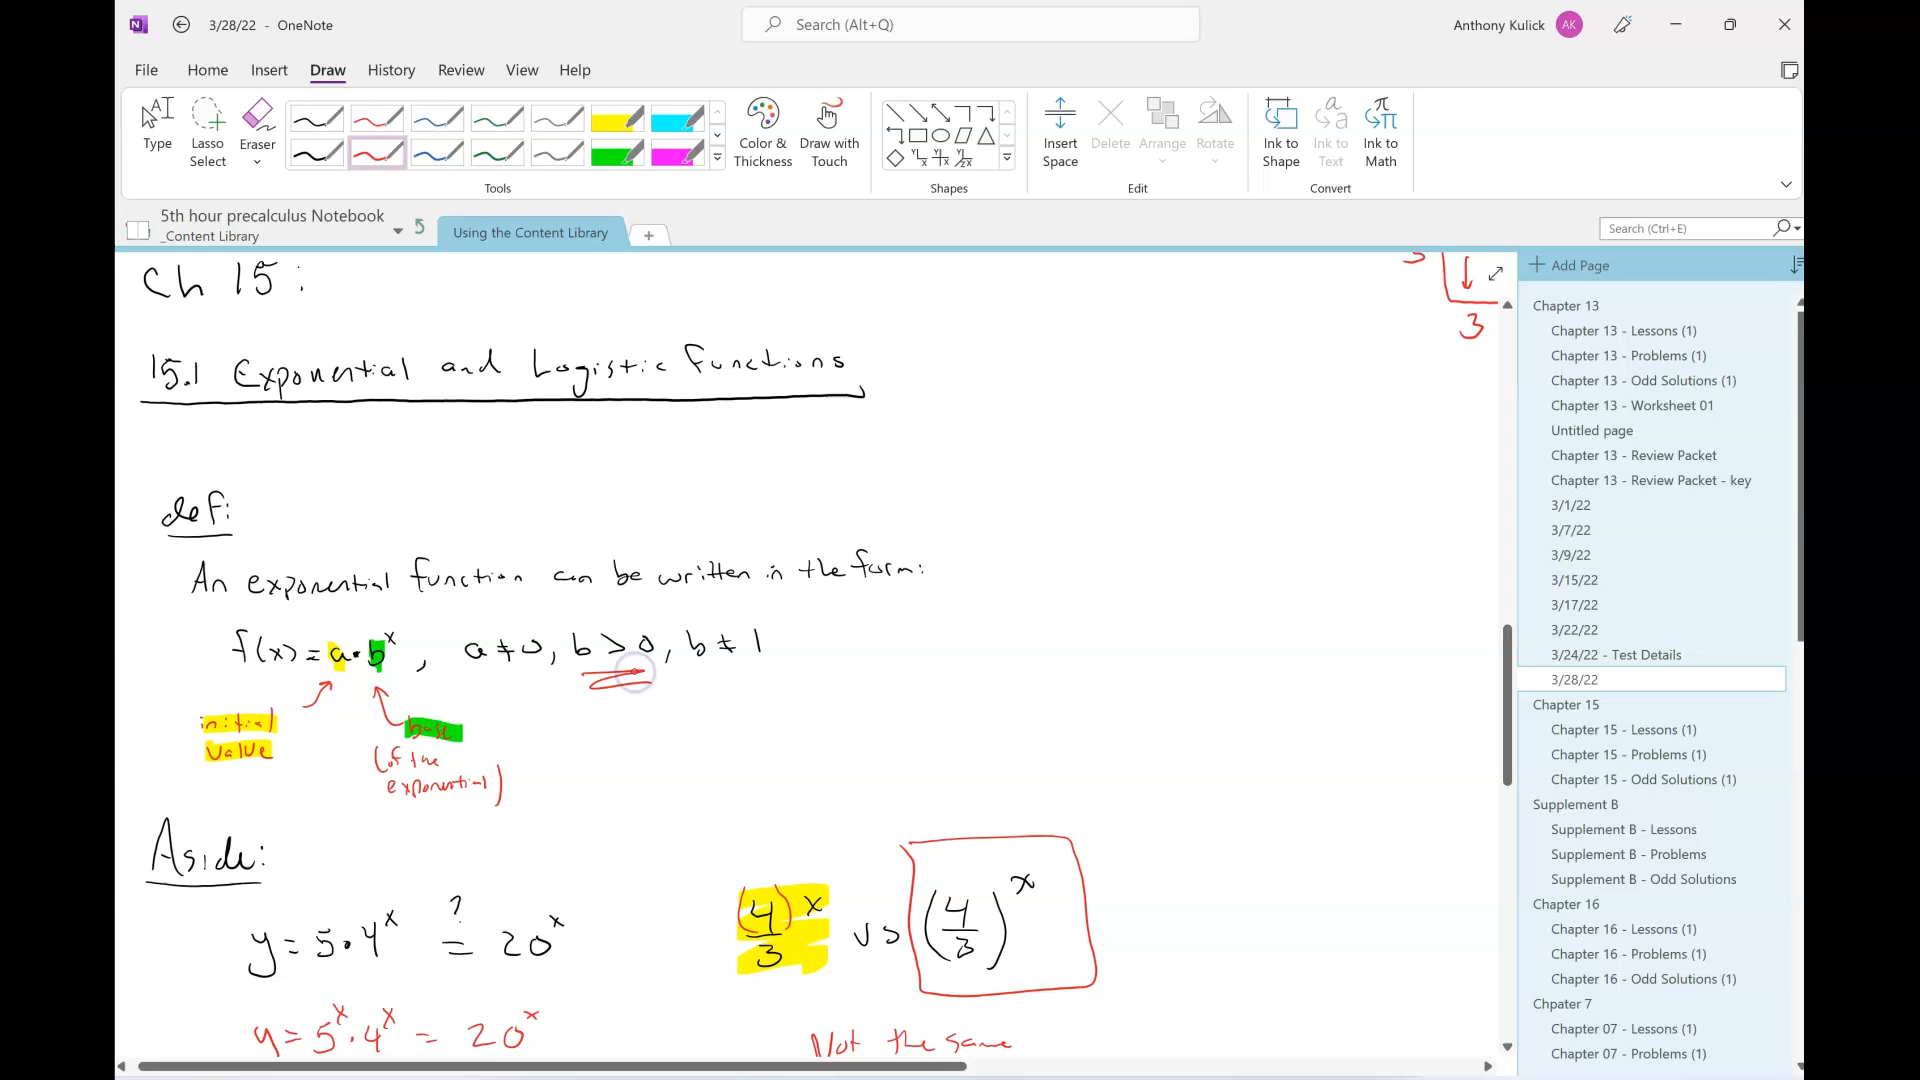 3/28/22 - OneNote
Search (Alt+Q)
Anthony Kulick AK
File Home Insert Draw History Review View Help
Type
Lasso Select
Eraser
Color & Thickness
Draw with Touch
Insert Space
Delete
Arrange
Rotate
Ink to Shape
Ink to Text
Ink to Math
Tools Shapes Edit Convert
5th hour precalculus Notebook
_Content Library
Using the Content Library
Search (Ctrl+E)
Ch 15:
15.1 Exponential and Logistic Functions
def:
An exponential function can be written in the form:
f(x) = a · b^x , a ≠ 0, b > 0, b ≠ 1
initial value
base
(of the exponential)
Aside:
y = 5 · 4^x ?= 20^x
y = 5^x · 4^x = 20^x
(4)^x/3 vs (4/3)^x
Not the same
3
Add Page
Chapter 13
Chapter 13 - Lessons (1)
Chapter 13 - Problems (1)
Chapter 13 - Odd Solutions (1)
Chapter 13 - Worksheet 01
Untitled page
Chapter 13 - Review Packet
Chapter 13 - Review Packet - key
3/1/22
3/7/22
3/9/22
3/15/22
3/17/22
3/22/22
3/24/22 - Test Details
3/28/22
Chapter 15
Chapter 15 - Lessons (1)
Chapter 15 - Problems (1)
Chapter 15 - Odd Solutions (1)
Supplement B
Supplement B - Lessons
Supplement B - Problems
Supplement B - Odd Solutions
Chapter 16
Chapter 16 - Lessons (1)
Chapter 16 - Problems (1)
Chapter 16 - Odd Solutions (1)
Chpater 7
Chapter 07 - Lessons (1)
Chapter 07 - Problems (1)